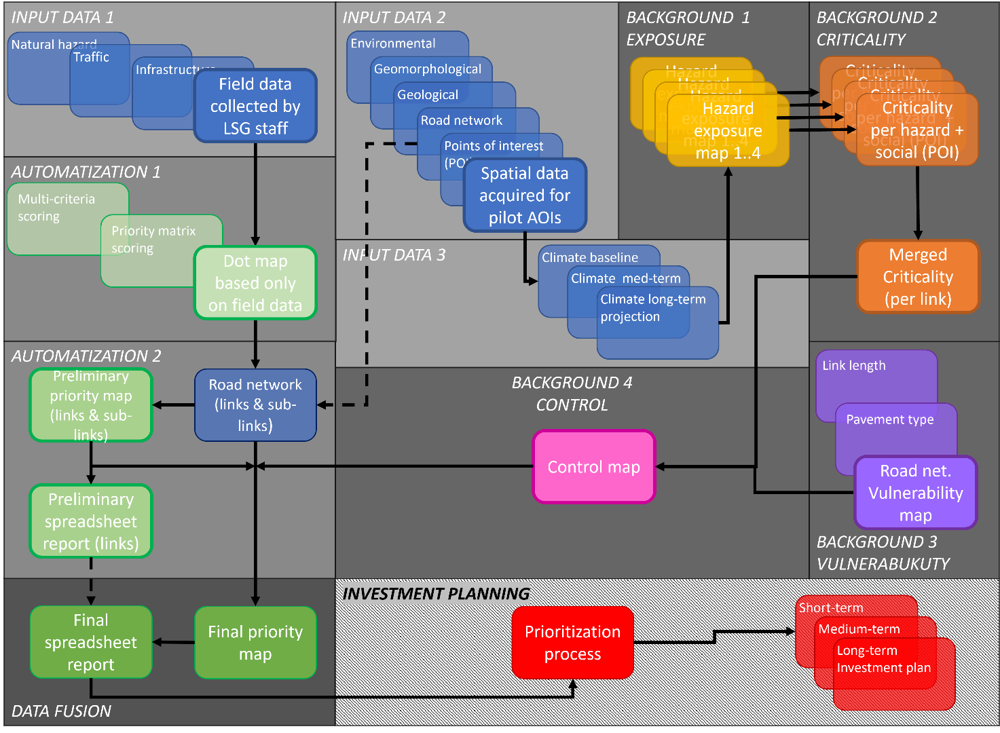 INPUT DATA 1
Natural hazard
Traffic
Infrastructure
Field data
collected by
LSG staff
INPUT DATA 2
Environmental
Geomorphological
Geological
Road network
Points of interest
(POI
Spatial data
acquired for
pilot AOIs
BACKGROUND 1
EXPOSURE
Hazard
Hazard
Hazard
exposure
map 1..4
BACKGROUND 2
CRITICALITY
Criticality
Criticality
Criticality
Criticality
per hazard +
social (POI)
Merged
Criticality
(per link)
AUTOMATIZATION 1
Multi-criteria
scoring
Priority matrix
scoring
Dot map
based only
on field data
INPUT DATA 3
Climate baseline
Climate med-term
Climate long-term
projection
AUTOMATIZATION 2
Preliminary
priority map
(links & sub-
links)
Road network
(links & sub-
links)
Preliminary
spreadsheet
report (links)
BACKGROUND 4
CONTROL
Control map
Link length
Pavement type
Road net.
Vulnerability
map
BACKGROUND 3
VULNERABUKUTY
Final
spreadsheet
report
Final priority
map
DATA FUSION
INVESTMENT PLANNING
Prioritization
process
Short-term
Medium-term
Long-term
Investment plan